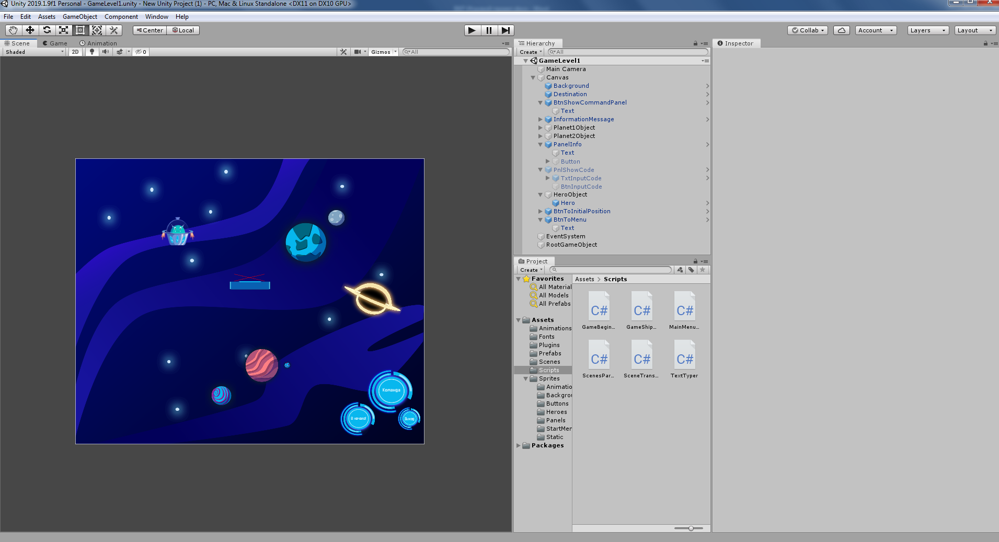 Unity 2019.1.9f1 Personal - GameLevel1.unity - New Unity Project (1) - PC, Mac & Linux Standalone <DX11 on DX10 GPU>
File Edit Assets GameObject Component Window Help
Center Local Collab Account Layers Layout
Scene Game Animation
Shaded 2D 0 Gizmos All
Команда
В начало!
Выход
Hierarchy
Create All
GameLevel1
Main Camera
Canvas
Background
Destination
BtnShowCommandPanel
Text
InformationMessage
Planet1Object
Planet2Object
PanelInfo
Text
Button
PnlShowCode
TxtInputCode
BtnInputCode
HeroObject
Hero
BtnToInitialPosition
BtnToMenu
Text
EventSystem
RootGameObject
Project
Create
Favorites
All Material
All Models
All Prefabs
Assets
Animations
Fonts
Plugins
Prefabs
Scenes
Scripts
Sprites
Animatio
Backgrou
Buttons
Heroes
Panels
StartMen
Static
Packages
Assets > Scripts
C# C# C#
GameBegin... GameShip... MainMenu...
C# C# C#
ScenesPar... SceneTrans... TextTyper
Inspector